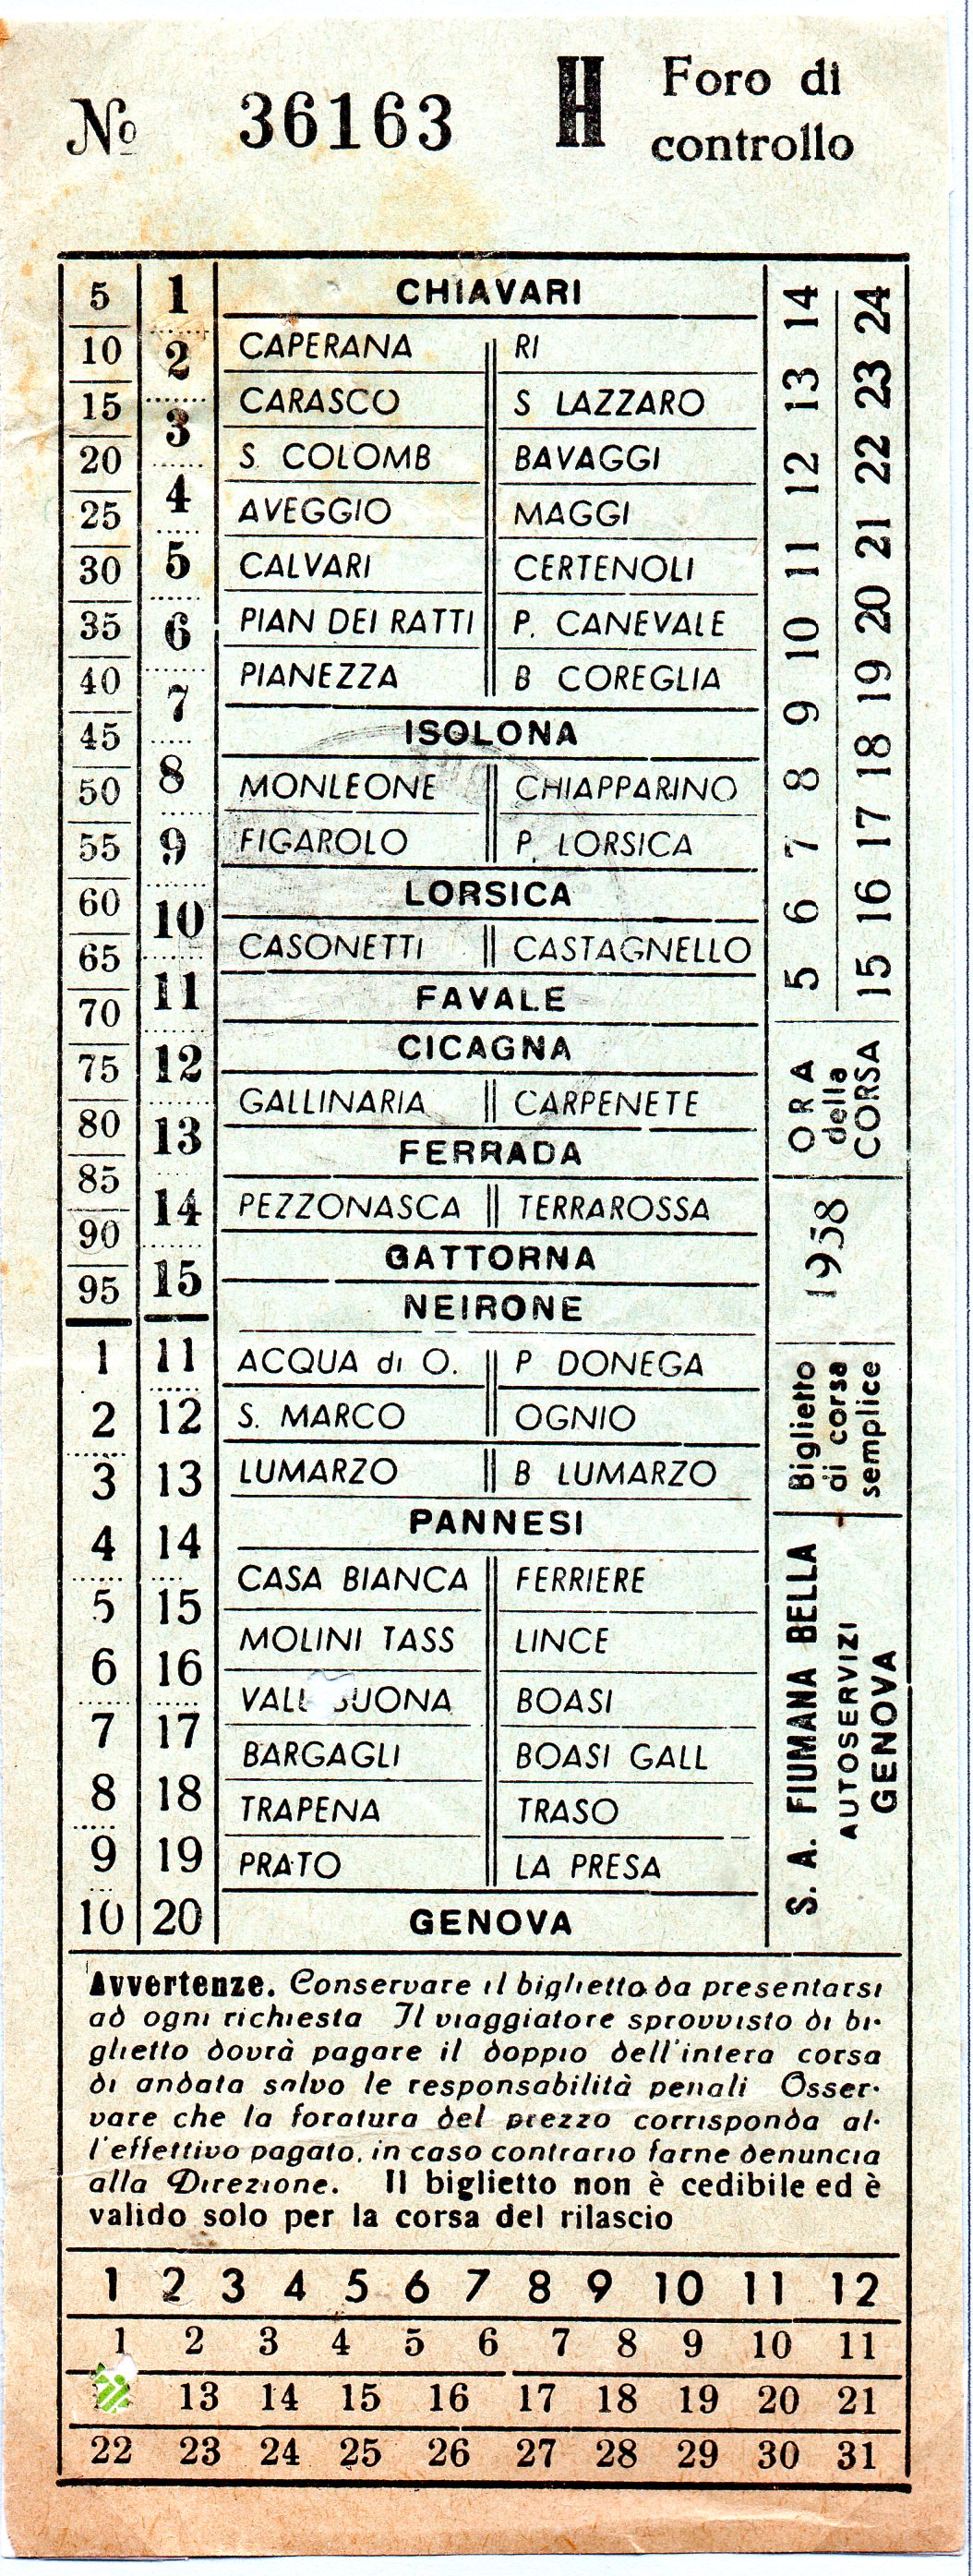 Nº 36163 H Foro di
controllo
5 1 CHIAVARI
10 2 CAPERANA RI
15 3 CARASCO S LAZZARO
20 S. COLOMB BAVAGGI
25 4 AVEGGIO MAGGI
30 5 CALVARI CERTENOLI
35 6 PIAN DEI RATTI P. CANEVALE
40 7 PIANEZZA B COREGLIA
45 ISOLONA
50 8 MONLEONE CHIAPPARINO
55 9 FIGAROLO P. LORSICA
60 10 LORSICA
65 CASONETTI CASTAGNELLO
70 11 FAVALE
75 12 CICAGNA
80 13 GALLINARIA CARPENETE
85 FERRADA
90 14 PEZZONASCA TERRAROSSA
95 15 GATTORNA
NEIRONE
1 11 ACQUA di O. P DONEGA
2 12 S. MARCO OGNIO
3 13 LUMARZO B LUMARZO
4 14 PANNESI
5 15 CASA BIANCA FERRIERE
6 16 MOLINI TASS LINCE
7 17 BOASI
BARGAGLI BOASI GALL
8 18 TRAPENA TRASO
9 19 PRATO LA PRESA
10 20 GENOVA
S. A. FIUMANA BELLA
AUTOSERVIZI
GENOVA
Biglietto
di corsa
semplice
1938
ORA
della
CORSA
5 6 7 8 9 10 11 12 13 14
15 16 17 18 19 20 21 22 23 24
Avvertenze. Conservare il biglietto da presentarsi
ad ogni richiesta Il viaggiatore sprovvisto di bi-
glietto dovrà pagare il doppio dell'intera corsa
di andata salvo le responsabilità penali Osser-
vare che la foratura del prezzo corrisponda al-
l'effettivo pagato, in caso contrario farne denuncia
alla Direzione. Il biglietto non è cedibile ed è
valido solo per la corsa del rilascio
1 2 3 4 5 6 7 8 9 10 11 12
1 2 3 4 5 6 7 8 9 10 11
13 14 15 16 17 18 19 20 21
22 23 24 25 26 27 28 29 30 31